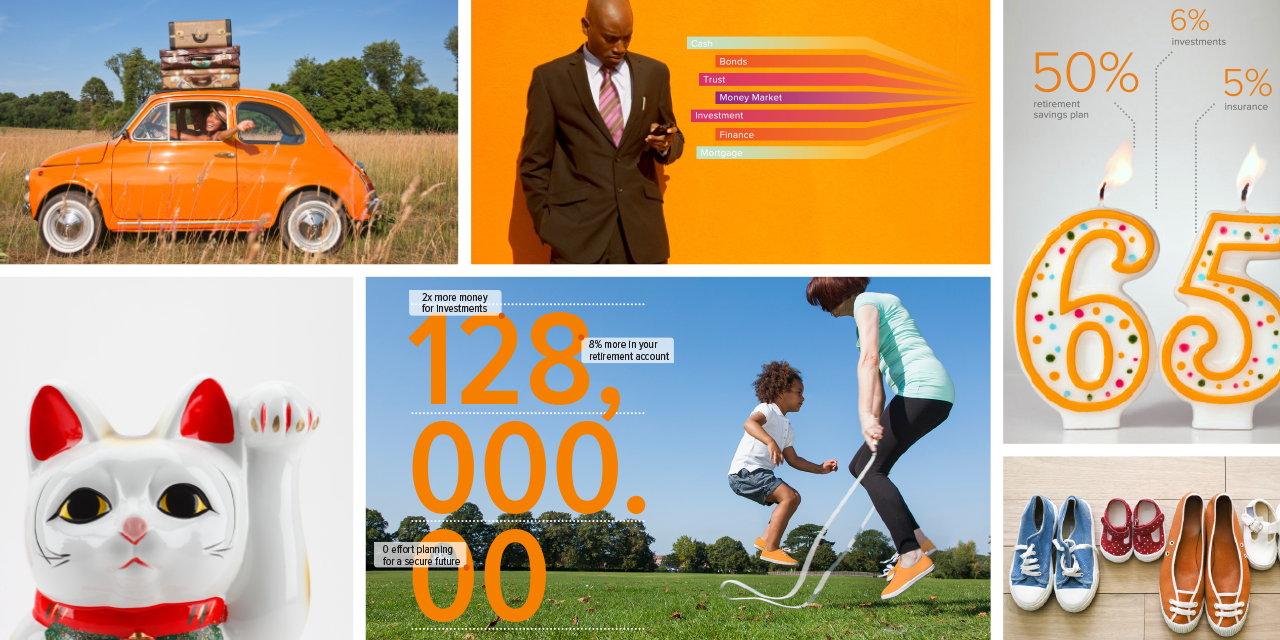 Cash
Bonds
Trust
Money Market
Investment
Finance
Mortgage
6%
investments
50%
retirement
savings plan
5%
insurance
2x more money
for investments
128,
8% more in your
retirement account
000.
0 effort planning
for a secure future
00
65